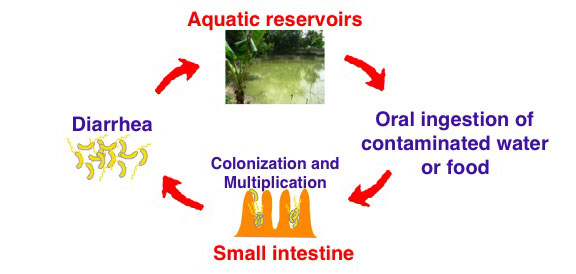 Aquatic reservoirs
Oral ingestion of
contaminated water
or food
Colonization and
Multiplication
Small intestine
Diarrhea